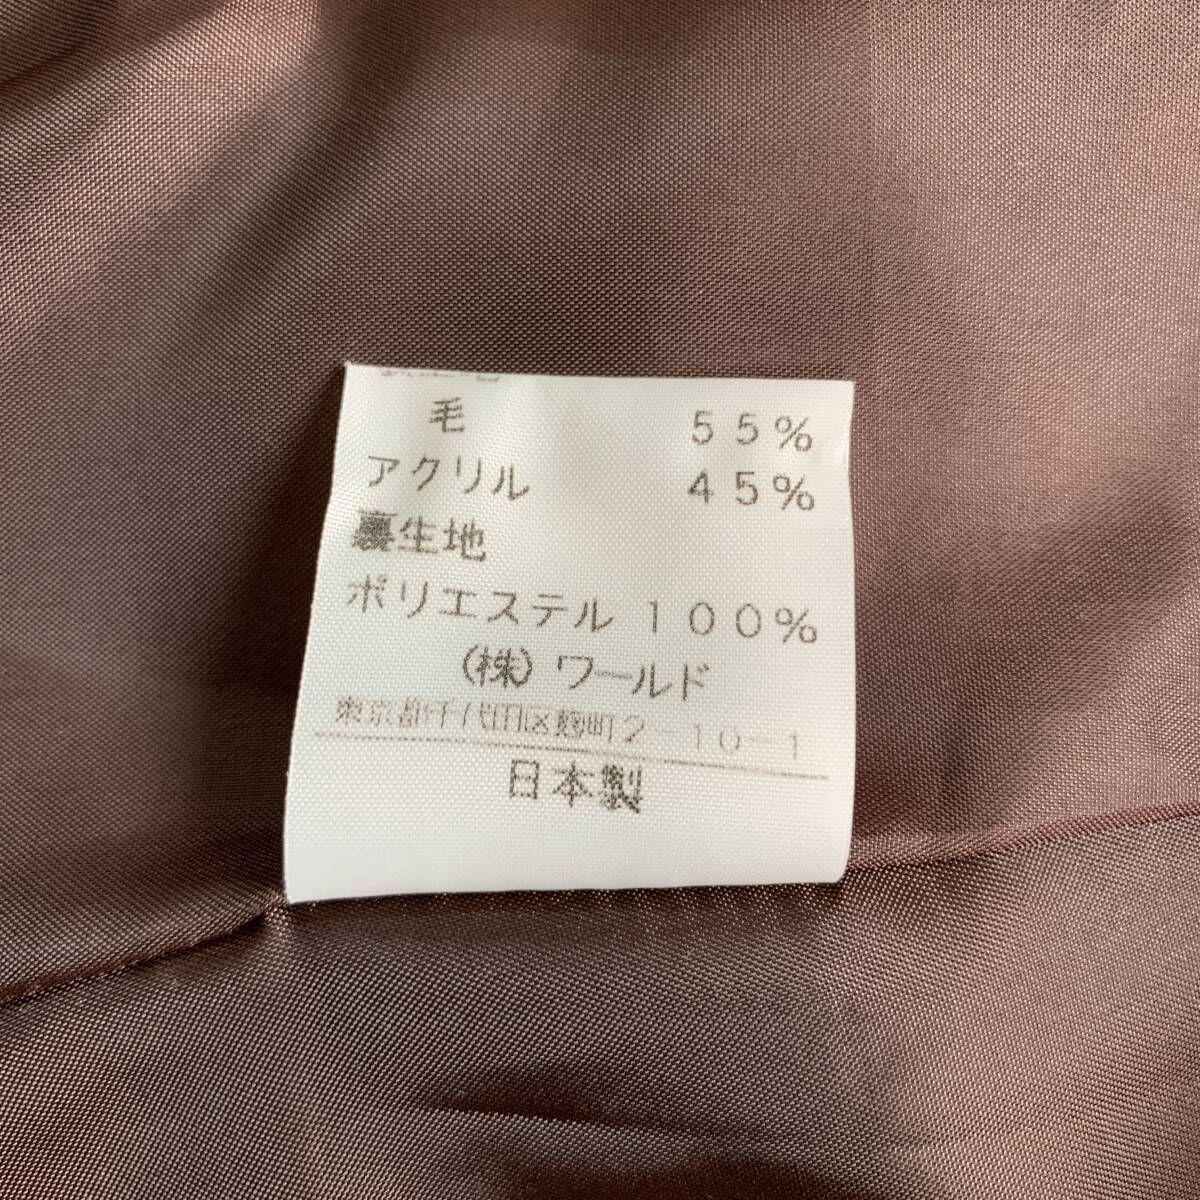 毛 55%
アクリル 45%
裏生地
ポリエステル 100%
(株)ワールド
東京都千代田区麹町2-10-1
日本製